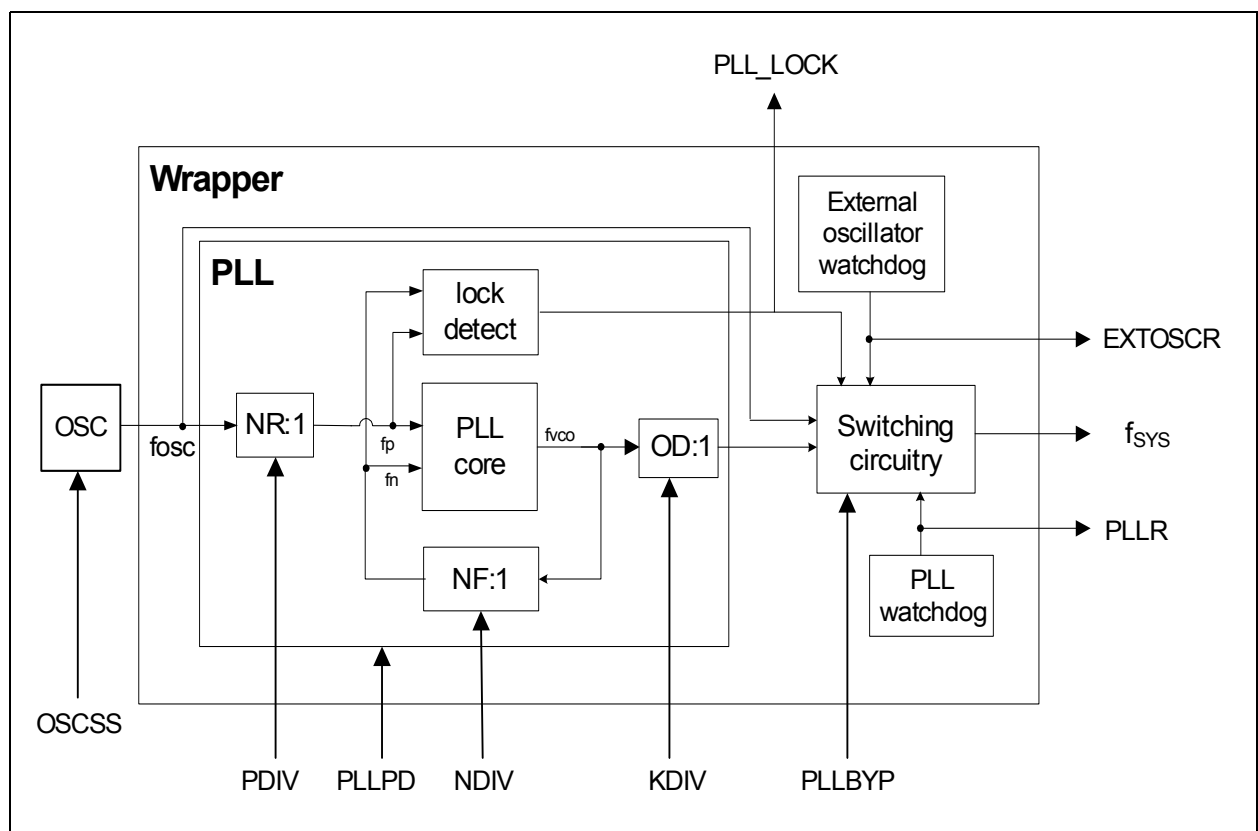 PLL_LOCK
Wrapper
External
oscillator
watchdog
PLL
lock
detect
EXTOSCR
OSC
fosc
NR:1
fp
fn
PLL
core
fvco
OD:1
Switching
circuitry
fSYS
PLLR
NF:1
PLL
watchdog
OSCSS
PDIV
PLLPD
NDIV
KDIV
PLLBYP